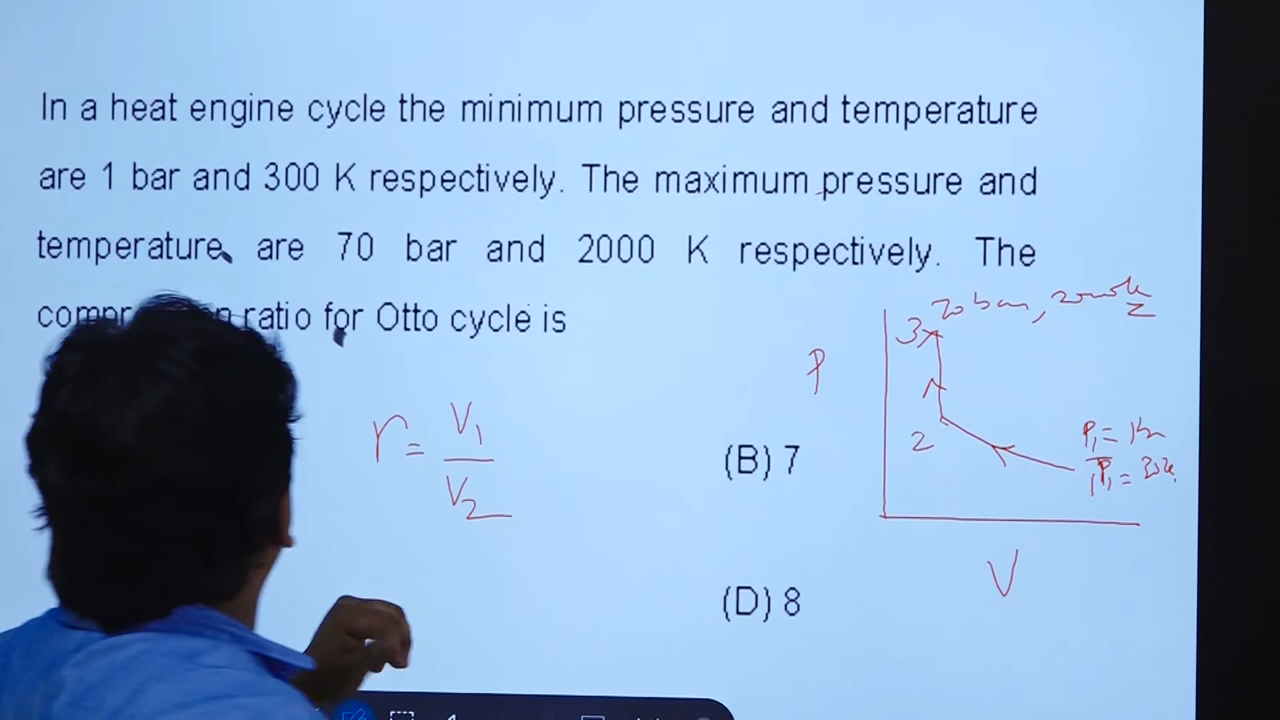 In a heat engine cycle the minimum pressure and temperature
are 1 bar and 300 K respectively. The maximum pressure and
temperature are 70 bar and 2000 K respectively. The
ratio for Otto cycle is
r = V1
V2
(B) 7
(D) 8
P
3
70 bar,
2
P1 = 1
V